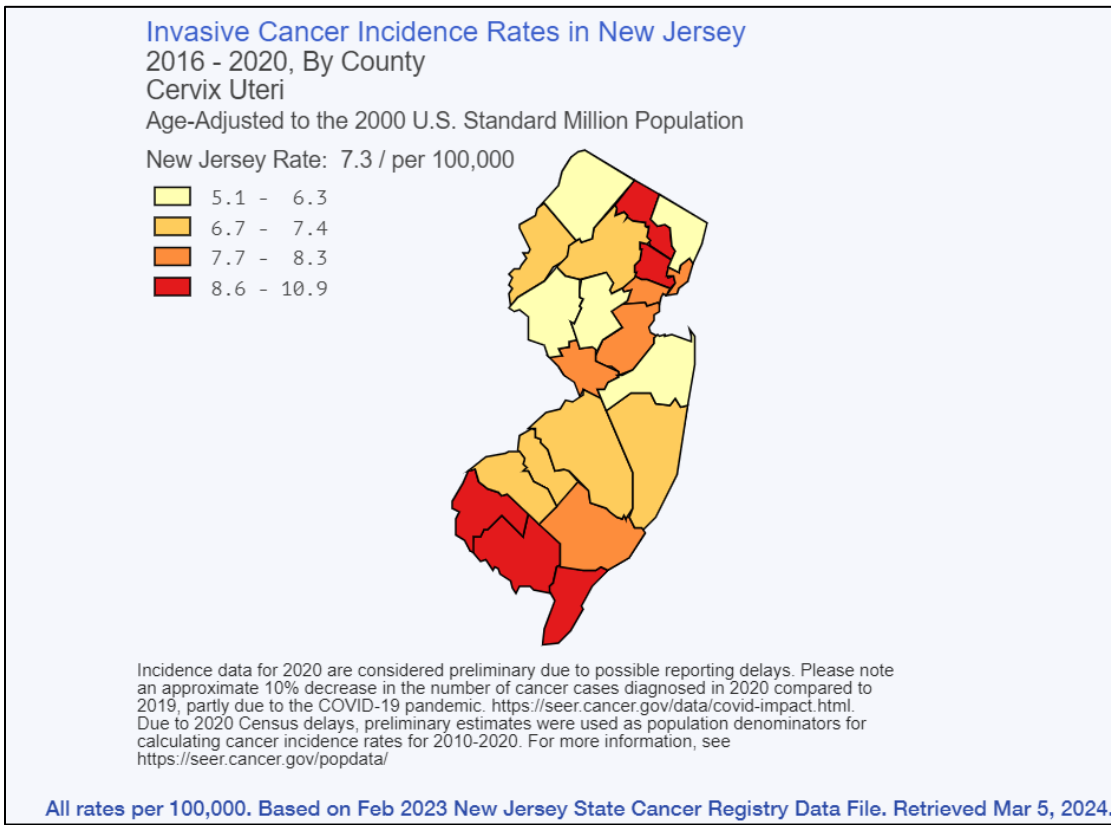 Invasive Cancer Incidence Rates in New Jersey
2016 - 2020, By County
Cervix Uteri
Age-Adjusted to the 2000 U.S. Standard Million Population
New Jersey Rate: 7.3 / per 100,000
5.1 - 6.3
6.7 - 7.4
7.7 - 8.3
8.6 - 10.9
Incidence data for 2020 are considered preliminary due to possible reporting delays. Please note
an approximate 10% decrease in the number of cancer cases diagnosed in 2020 compared to
2019, partly due to the COVID-19 pandemic. https://seer.cancer.gov/data/covid-impact.html.
Due to 2020 Census delays, preliminary estimates were used as population denominators for
calculating cancer incidence rates for 2010-2020. For more information, see
https://seer.cancer.gov/popdata/
All rates per 100,000. Based on Feb 2023 New Jersey State Cancer Registry Data File. Retrieved Mar 5, 2024.